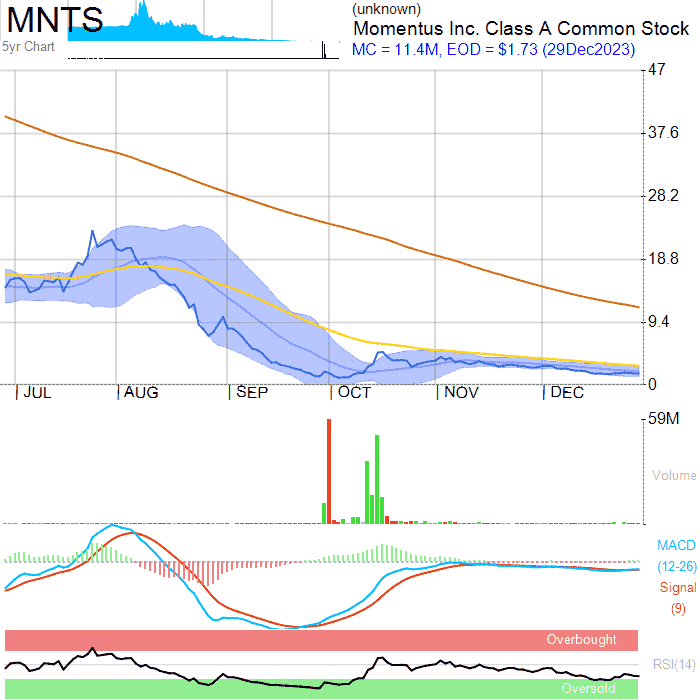 MNTS
5yr Chart
(unknown)
Momentus Inc. Class A Common Stock
MC = 11.4M, EOD = $1.73 (29Dec2023)
47
37.6
28.2
18.8
9.4
0
JUL AUG SEP OCT NOV DEC
59M
Volume
MACD
(12-26)
Signal
(9)
Overbought
RSI(14)
Oversold